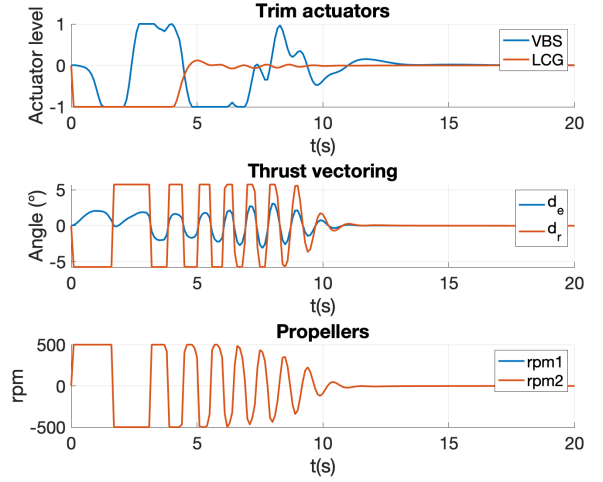 Trim actuators
Actuator level
1
0
-1
VBS
LCG
0 5 10 15 20
t(s)
Thrust vectoring
Angle (°)
5
0
-5
d_e
d_r
0 5 10 15 20
t(s)
Propellers
rpm
500
0
-500
rpm1
rpm2
0 5 10 15 20
t(s)